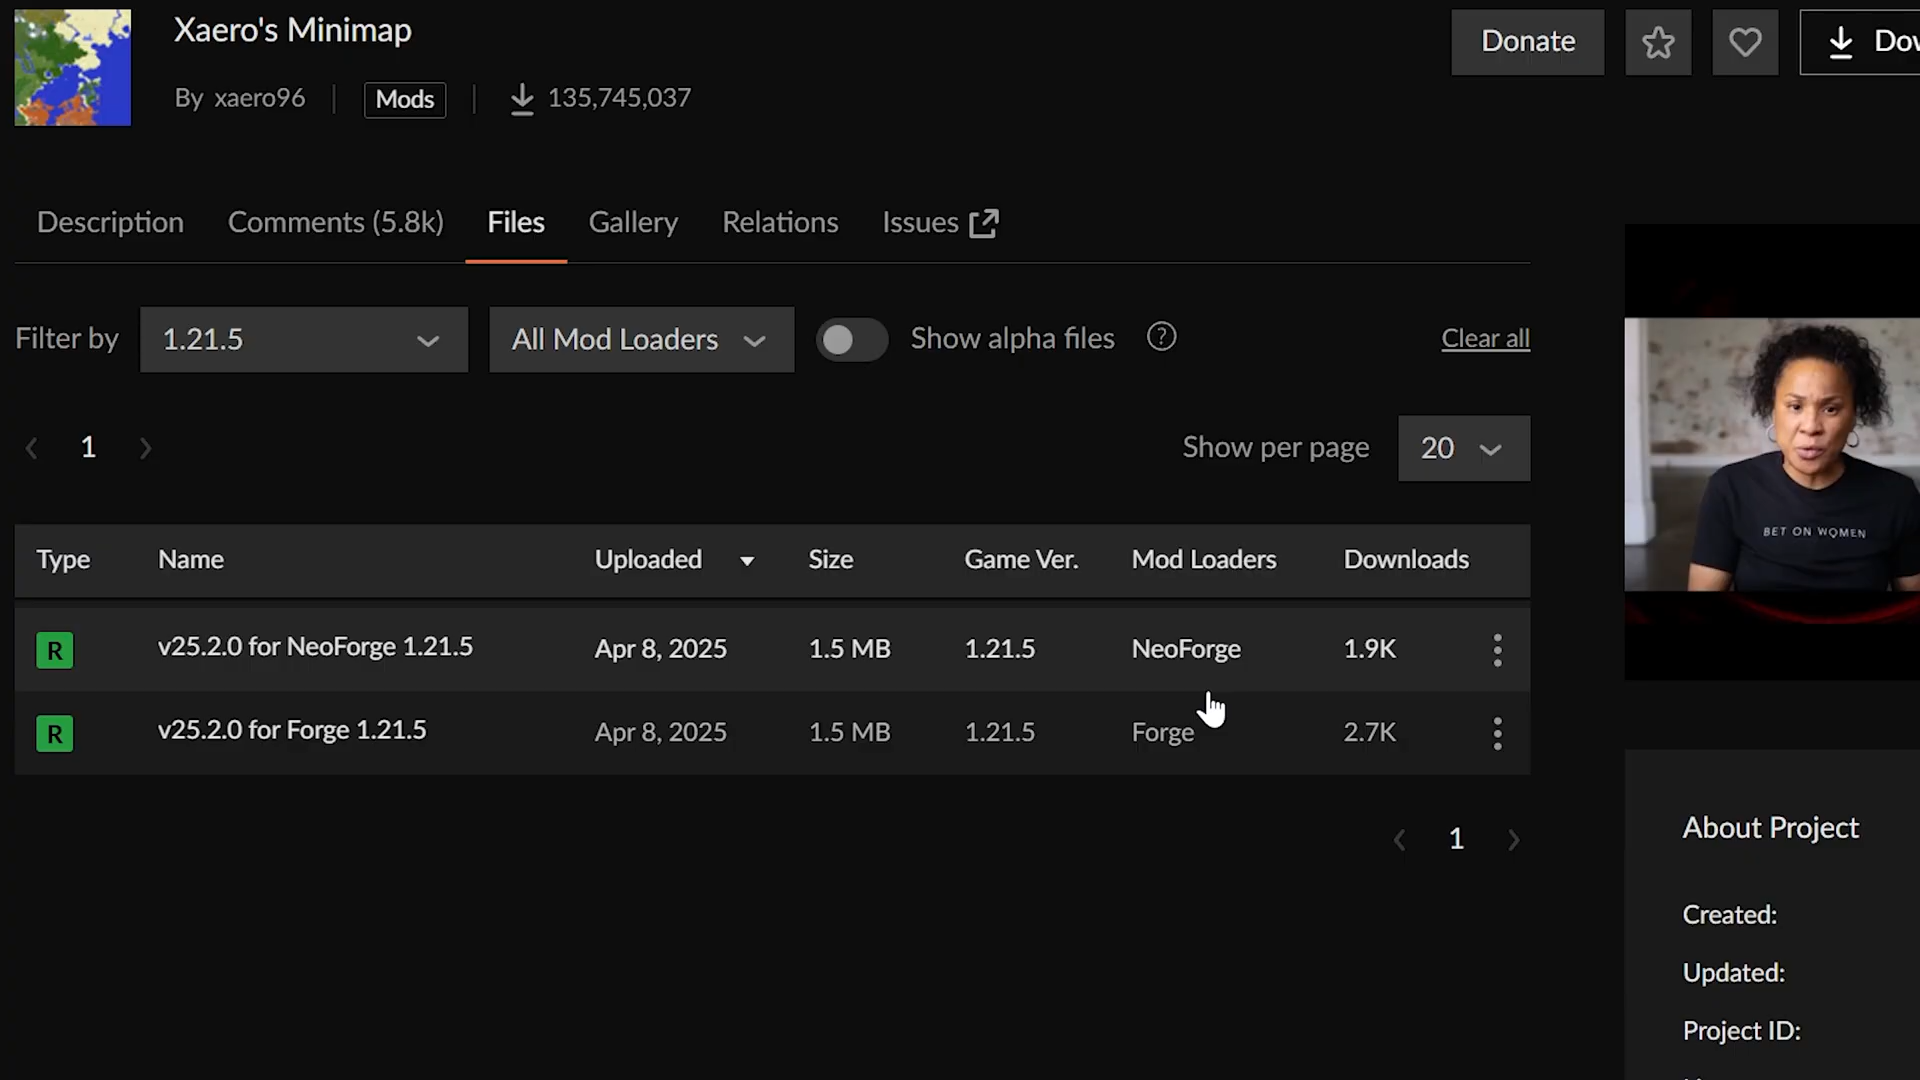 Xaero's Minimap
Donate
By xaero96
Mods
135,745,037
Description
Comments (5.8k)
Files
Gallery
Relations
Issues
Filter by
1.21.5
All Mod Loaders
Show alpha files
?
Clear all
1
Show per page
20
BET ON WOMEN
Type Name Uploaded Size Game Ver. Mod Loaders Downloads
R v25.2.0 for NeoForge 1.21.5 Apr 8, 2025 1.5 MB 1.21.5 NeoForge 1.9K
R v25.2.0 for Forge 1.21.5 Apr 8, 2025 1.5 MB 1.21.5 Forge 2.7K
1
About Project
Created:
Updated:
Project ID: